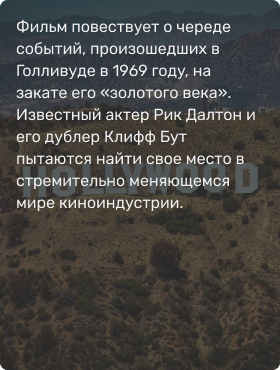 Фильм повествует о череде
событий, произошедших в
Голливуде в 1969 году, на
закате его «золотого века».
Известный актер Рик Далтон и
его дублер Клифф Бут
пытаются найти свое место в
стремительно меняющемся
HOLLYWOOD
мире киноиндустрии.